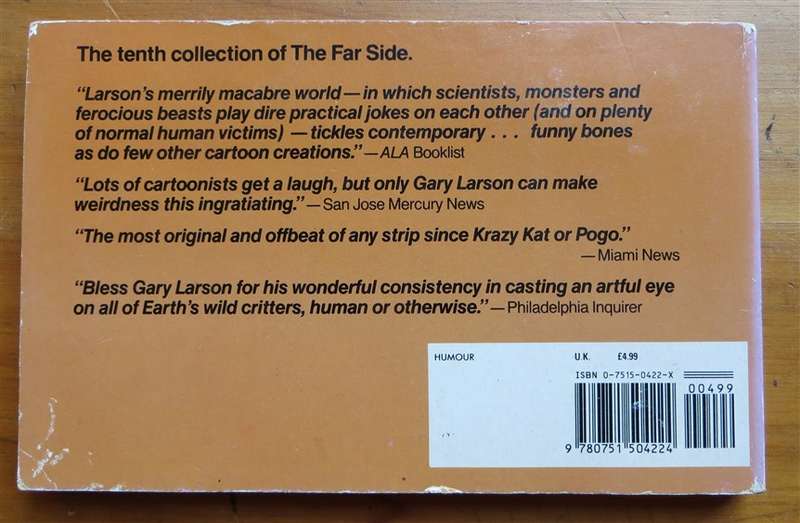 The tenth collection of The Far Side.
“Larson’s merrily macabre world—in which scientists, monsters and
ferocious beasts play dire practical jokes on each other (and on plenty
of normal human victims) —tickles contemporary . . . funny bones
as do few other cartoon creations.”—ALA Booklist
“Lots of cartoonists get a laugh, but only Gary Larson can make
weirdness this ingratiating.”—San Jose Mercury News
“The most original and offbeat of any strip since Krazy Kat or Pogo.”
—Miami News
“Bless Gary Larson for his wonderful consistency in casting an artful eye
on all of Earth’s wild critters, human or otherwise.”—Philadelphia Inquirer
HUMOUR U.K. £4.99
ISBN 0-7515-0422-X
00499
9 780751 504224